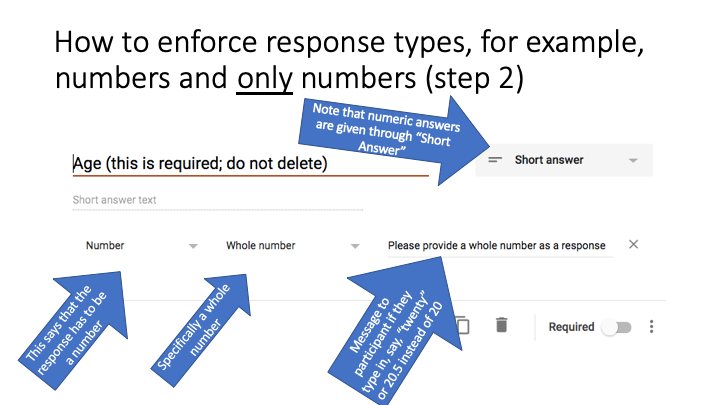 How to enforce response types, for example,
numbers and only numbers (step 2)
Note that numeric answers
are given through “Short
Answer”
Age (this is required; do not delete)
Short answer
Short answer text
Number
Whole number
Please provide a whole number as a response
This says that the
response has to be
a number
Specifically a whole
number
Message to
participant if they
type in, say, “twenty”
or 20.5 instead of 20
Required